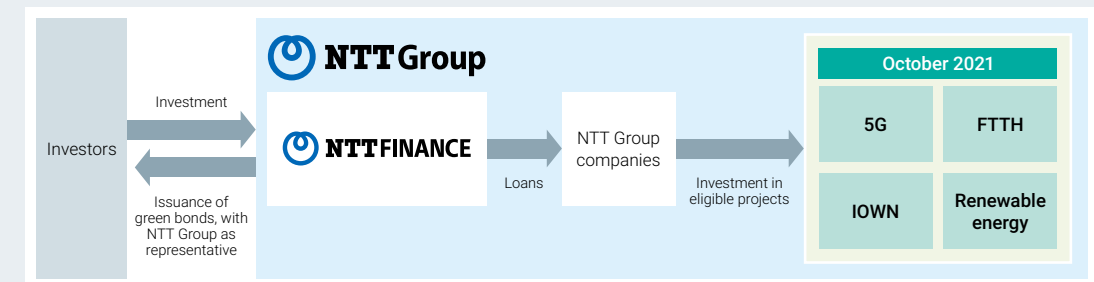 NTT Group
October 2021
Investment
5G
FTTH
Investors
NTT FINANCE
NTT Group
companies
Loans
Investment in
eligible projects
Issuance of
green bonds, with
NTT Group as
representative
IOWN
Renewable
energy